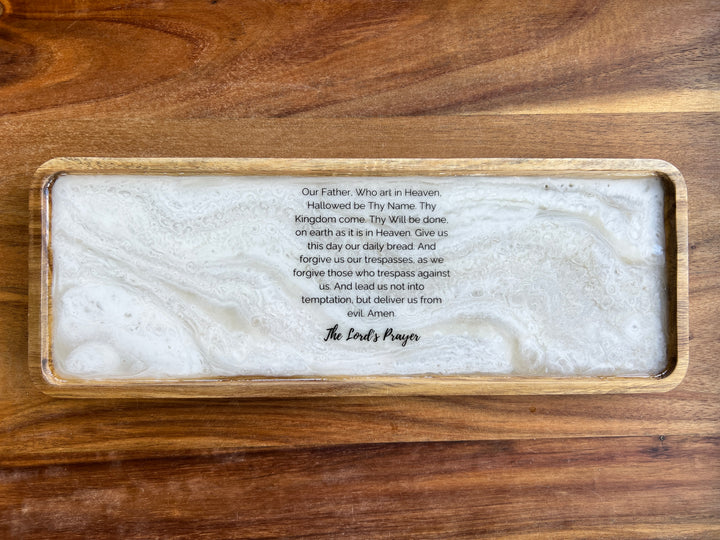 Our Father, Who art in Heaven,
Hallowed be Thy Name. Thy
Kingdom come. Thy Will be done,
on earth as it is in Heaven. Give us
this day our daily bread. And
forgive us our trespasses, as we
forgive those who trespass against
us. And lead us not into
temptation, but deliver us from
evil. Amen.
The Lord's Prayer